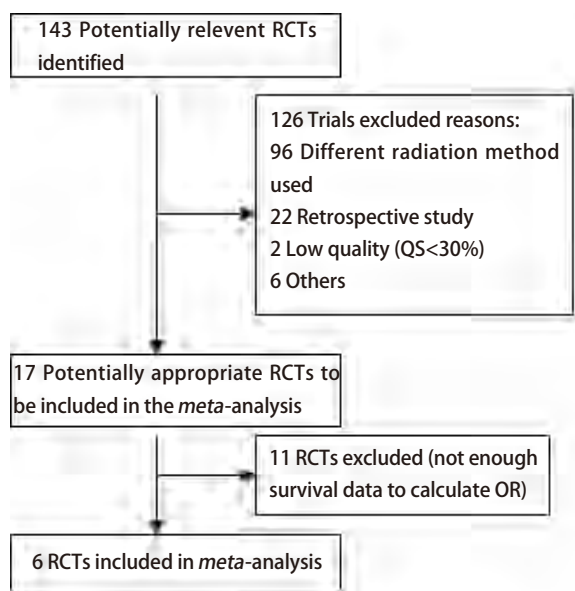 143 Potentially relevent RCTs
identified
126 Trials excluded reasons:
96 Different radiation method
used
22 Retrospective study
2 Low quality (QS<30%)
6 Others
17 Potentially appropriate RCTs to
be included in the meta-analysis
11 RCTs excluded (not enough
survival data to calculate OR)
6 RCTs included in meta-analysis